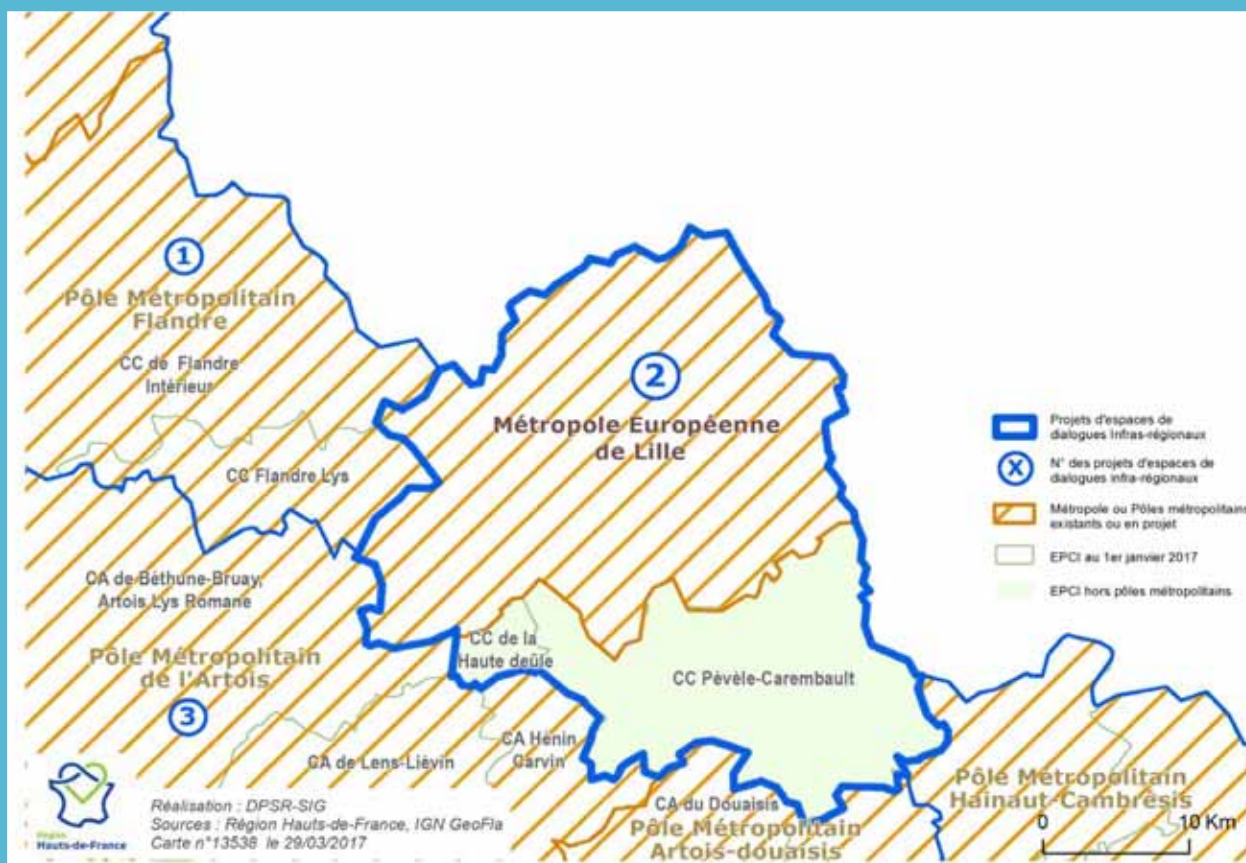 1
Pôle Métropolitain
Flandre
CC de Flandre
Intérieur
CC Flandre Lys
2
Métropole Européenne
de Lille
CA de Béthune-Bruay,
Artois Lys Romane
Pôle Métropolitain
de l'Artois
3
CC de la
Haute deûle
CC Pévèle-Carembault
CA de Lens-Liévin
CA Hénin
Carvin
CA du Douaisis
Pôle Métropolitain
Artois-douaisis
Pôle Métropolitain
Hainaut-Cambrésis
0 10 Km
Projets d'espaces de
dialogues Infras-régionaux
X
N° des projets d'espaces de
dialogues infra-régionaux
Métropole ou Pôles métropolitains
existants ou en projet
EPCI au 1er janvier 2017
EPCI hors pôles métropolitains
Région
Hauts-de-France
Réalisation : DPSR-SIG
Sources : Région Hauts-de-France, IGN GeoFla
Carte n°13538 le 29/03/2017